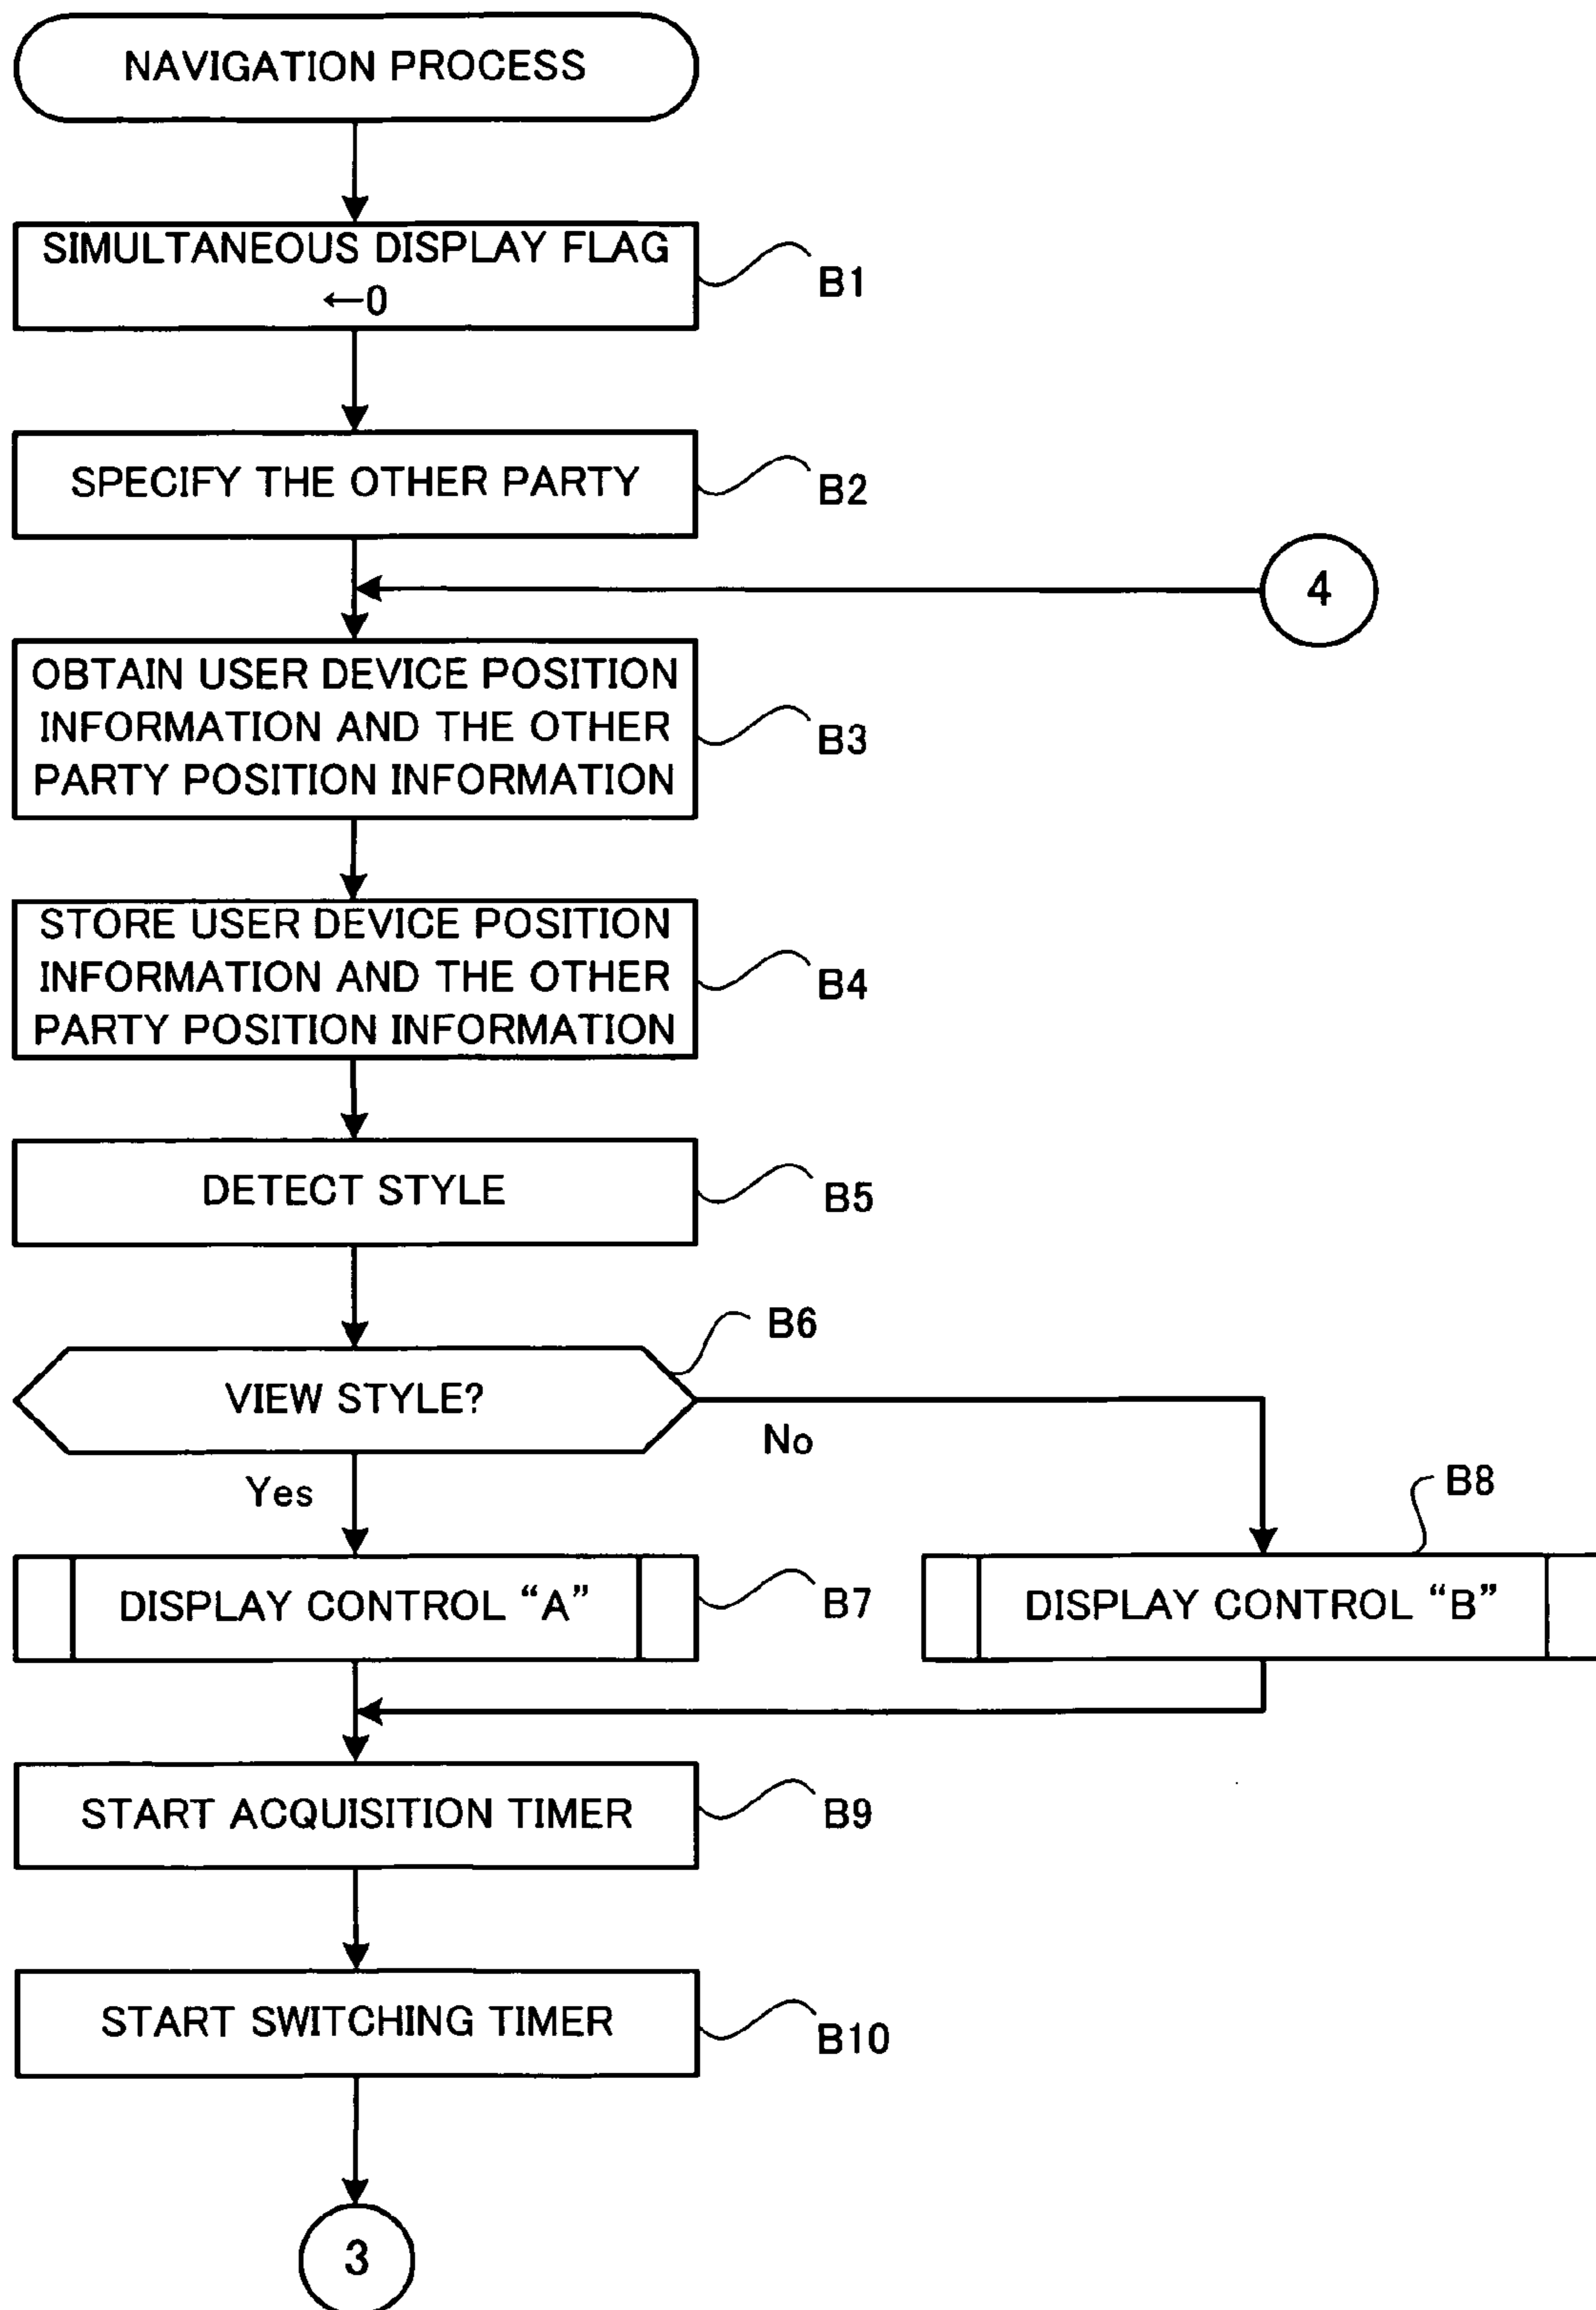 NAVIGATION PROCESS
SIMULTANEOUS DISPLAY FLAG
←0
B1
SPECIFY THE OTHER PARTY
B2
4
OBTAIN USER DEVICE POSITION
INFORMATION AND THE OTHER
PARTY POSITION INFORMATION
B3
STORE USER DEVICE POSITION
INFORMATION AND THE OTHER
PARTY POSITION INFORMATION
B4
DETECT STYLE
B5
B6
VIEW STYLE?
No
Yes
B8
DISPLAY CONTROL “A”
B7
DISPLAY CONTROL “B”
START ACQUISITION TIMER
B9
START SWITCHING TIMER
B10
3